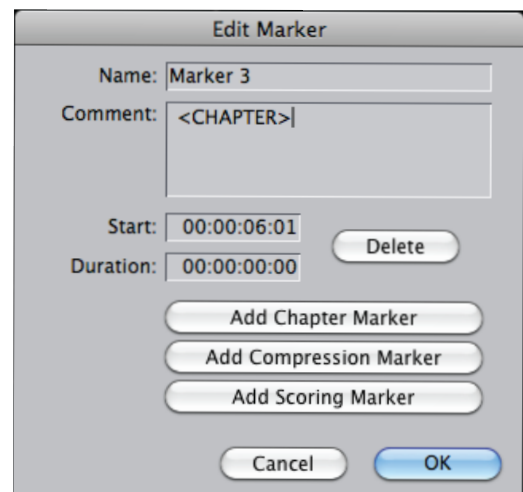 Edit Marker
Name: Marker 3
Comment: <CHAPTER>
Start: 00:00:06:01
Delete
Duration: 00:00:00:00
Add Chapter Marker
Add Compression Marker
Add Scoring Marker
Cancel OK